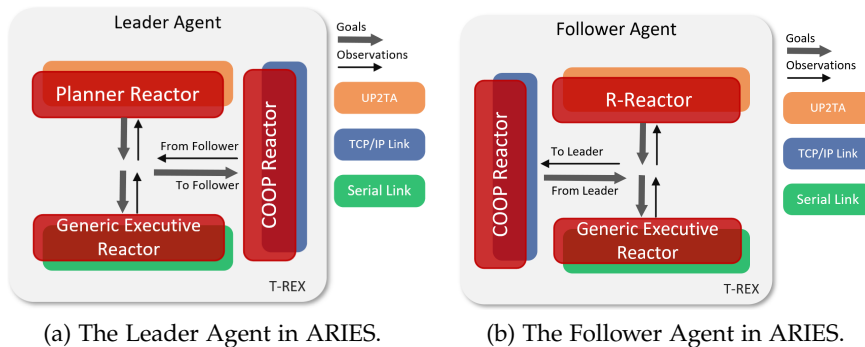 Leader Agent
Planner Reactor
From Follower
To Follower
COOP Reactor
Generic Executive
Reactor
T-REX
Goals
Observations
UP2TA
TCP/IP Link
Serial Link
(a) The Leader Agent in ARIES.
Follower Agent
COOP Reactor
R-Reactor
To Leader
From Leader
Generic Executive
Reactor
T-REX
Goals
Observations
UP2TA
TCP/IP Link
Serial Link
(b) The Follower Agent in ARIES.